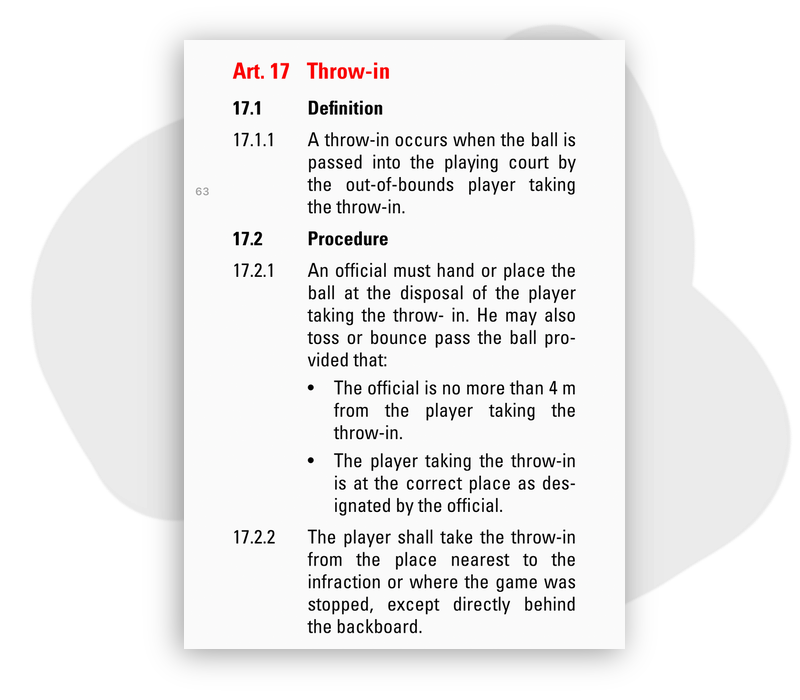 Art. 17 Throw-in
17.1 Definition
17.1.1 A throw-in occurs when the ball is
passed into the playing court by
63 the out-of-bounds player taking
the throw-in.
17.2 Procedure
17.2.1 An official must hand or place the
ball at the disposal of the player
taking the throw- in. He may also
toss or bounce pass the ball pro-
vided that:
• The official is no more than 4 m
from the player taking the
throw-in.
• The player taking the throw-in
is at the correct place as des-
ignated by the official.
17.2.2 The player shall take the throw-in
from the place nearest to the
infraction or where the game was
stopped, except directly behind
the backboard.